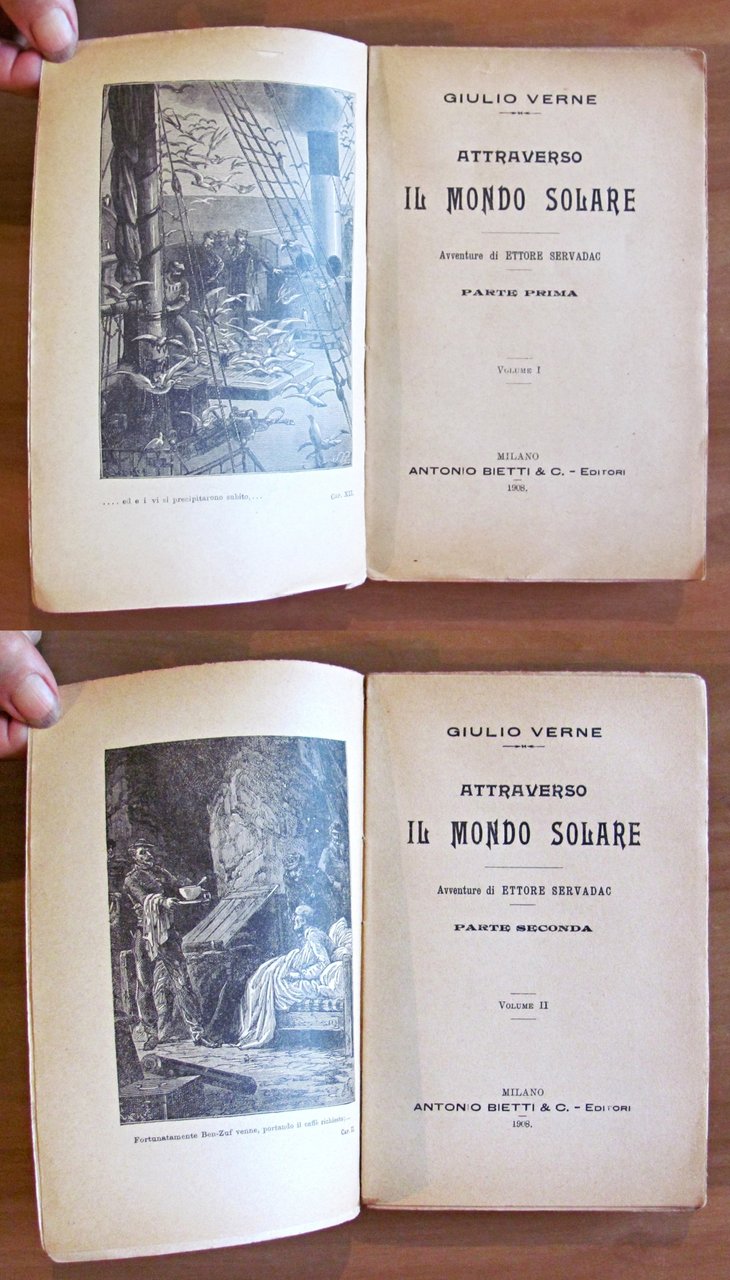 .... ed e i vi si precipitarono subito,...
Cap. XII.
GIULIO VERNE
ATTRAVERSO
IL MONDO SOLARE
Avventure di ETTORE SERVADAC
PARTE PRIMA
VOLUME I
MILANO
ANTONIO BIETTI & C. - EDITORI
1908.
Fortunatamente Ben-Zuf venne, portando il caffè richiesto;
Cap
GIULIO VERNE
ATTRAVERSO
IL MONDO SOLARE
Avventure di ETTORE SERVADAC
PARTE SECONDA
VOLUME II
MILANO
ANTONIO BIETTI & C. - EDITORI
1908.